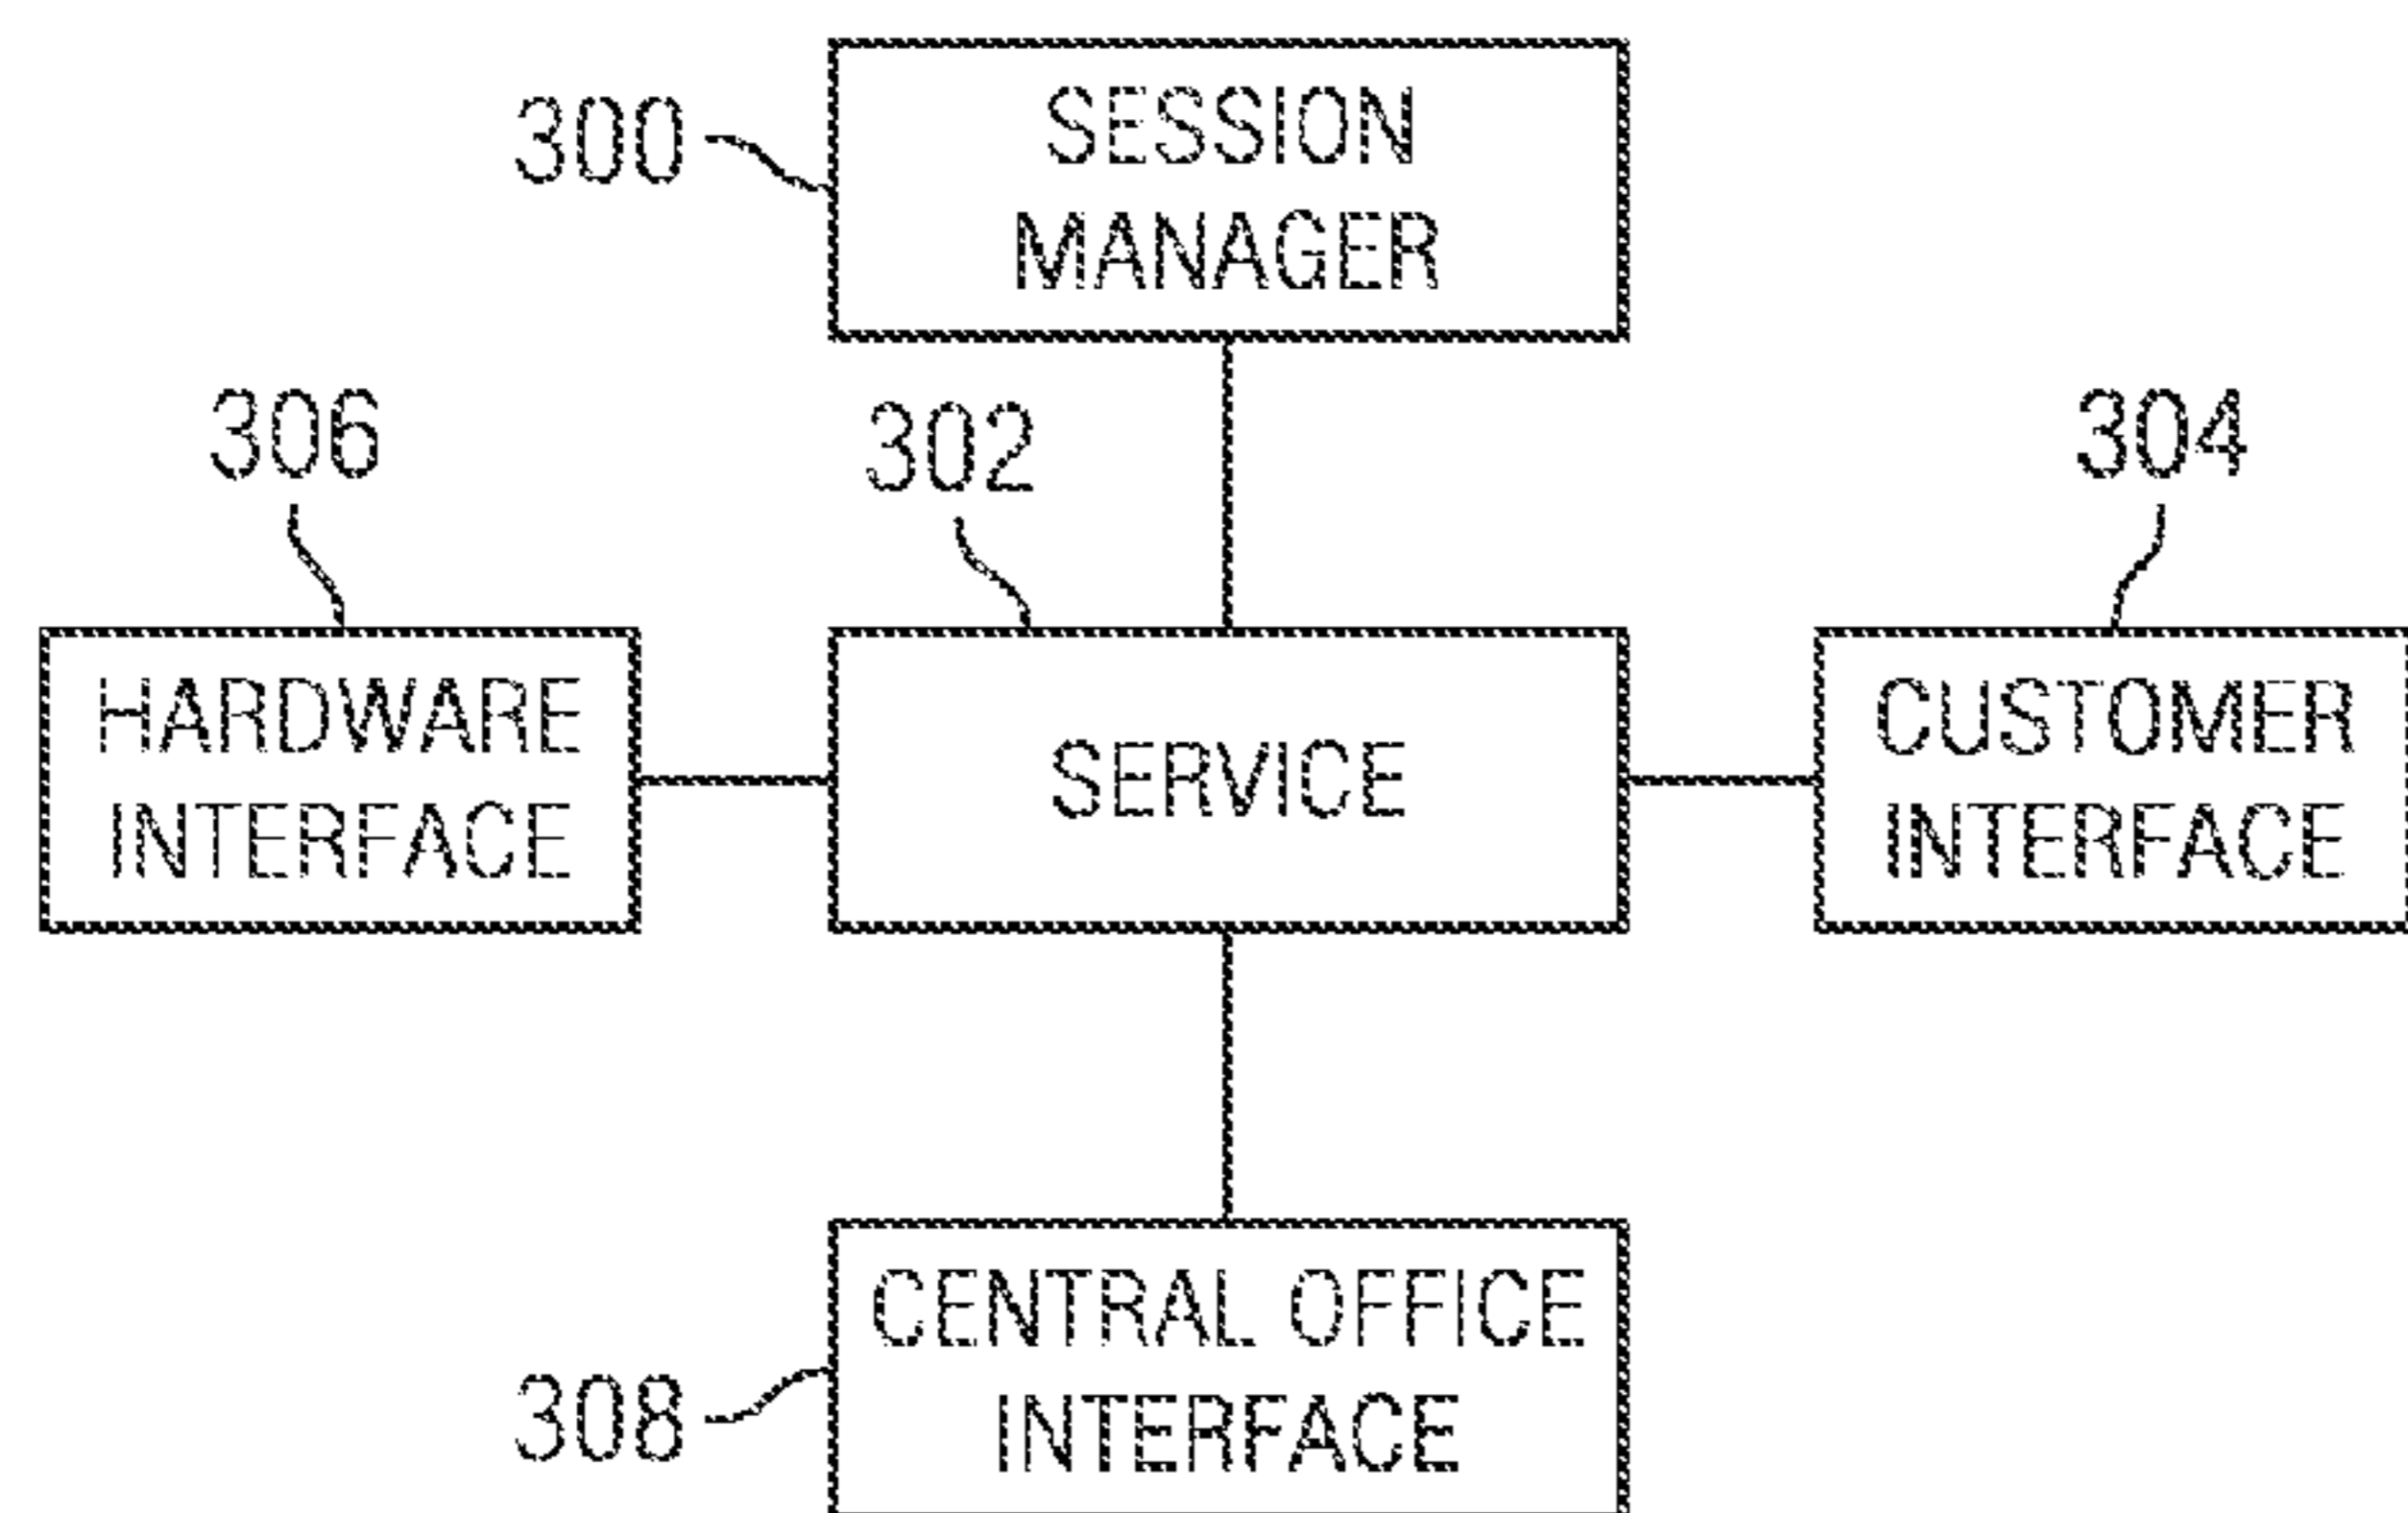 300
SESSION
MANAGER
306
302
304
HARDWARE
INTERFACE
SERVICE
CUSTOMER
INTERFACE
308
CENTRAL OFFICE
INTERFACE